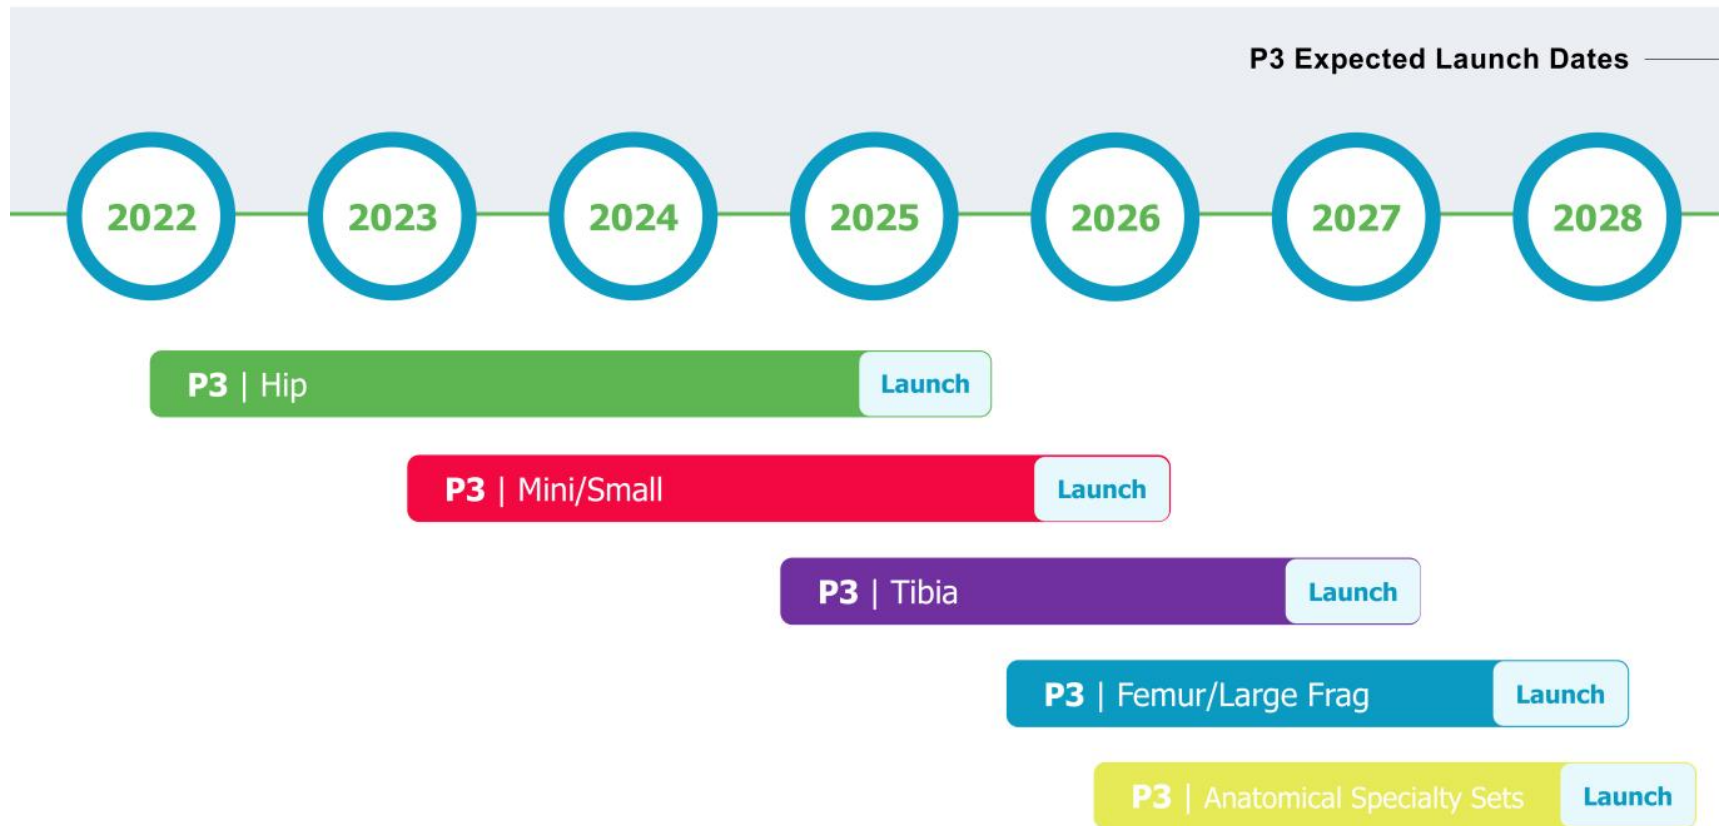 P3 Expected Launch Dates
2022 2023 2024 2025 2026 2027 2028
P3 | Hip Launch
P3 | Mini/Small Launch
P3 | Tibia Launch
P3 | Femur/Large Frag Launch
P3 | Anatomical Specialty Sets Launch